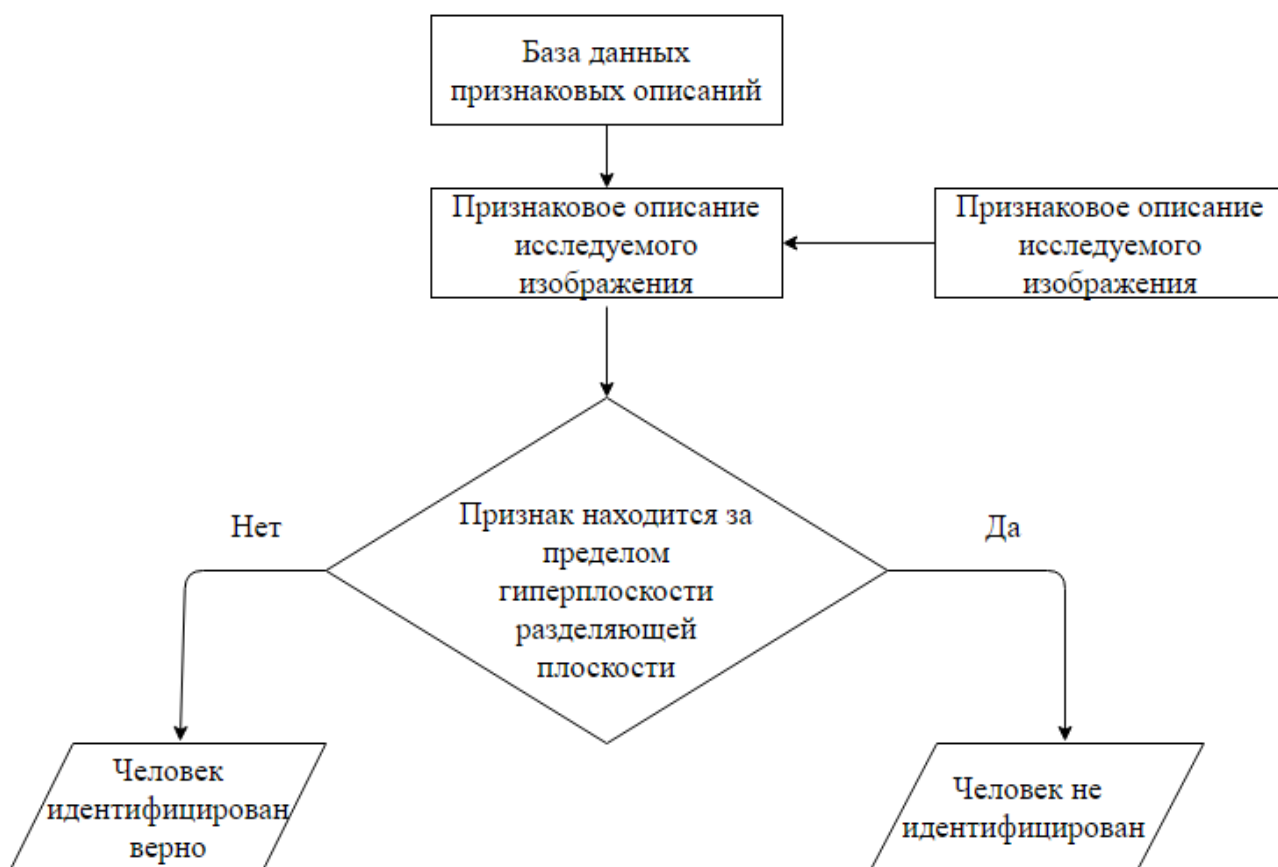 База данных
признаковых описаний
Признаковое описание
исследуемого
изображения
Признаковое описание
исследуемого
изображения
Нет
Признак находится за
пределом
гиперплоскости
разделяющей
плоскости
Да
Человек
идентифицирован
верно
Человек не
идентифицирован